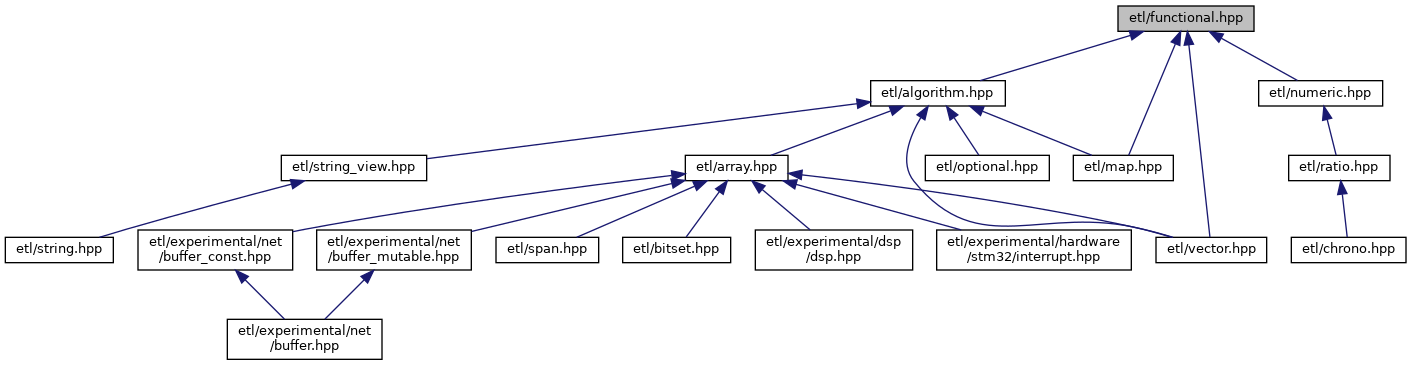 etl/functional.hpp
etl/algorithm.hpp
etl/numeric.hpp
etl/string_view.hpp
etl/array.hpp
etl/optional.hpp
etl/map.hpp
etl/ratio.hpp
etl/string.hpp
etl/experimental/net
/buffer_const.hpp
etl/experimental/net
/buffer_mutable.hpp
etl/span.hpp
etl/bitset.hpp
etl/experimental/dsp
/dsp.hpp
etl/experimental/hardware
/stm32/interrupt.hpp
etl/vector.hpp
etl/chrono.hpp
etl/experimental/net
/buffer.hpp